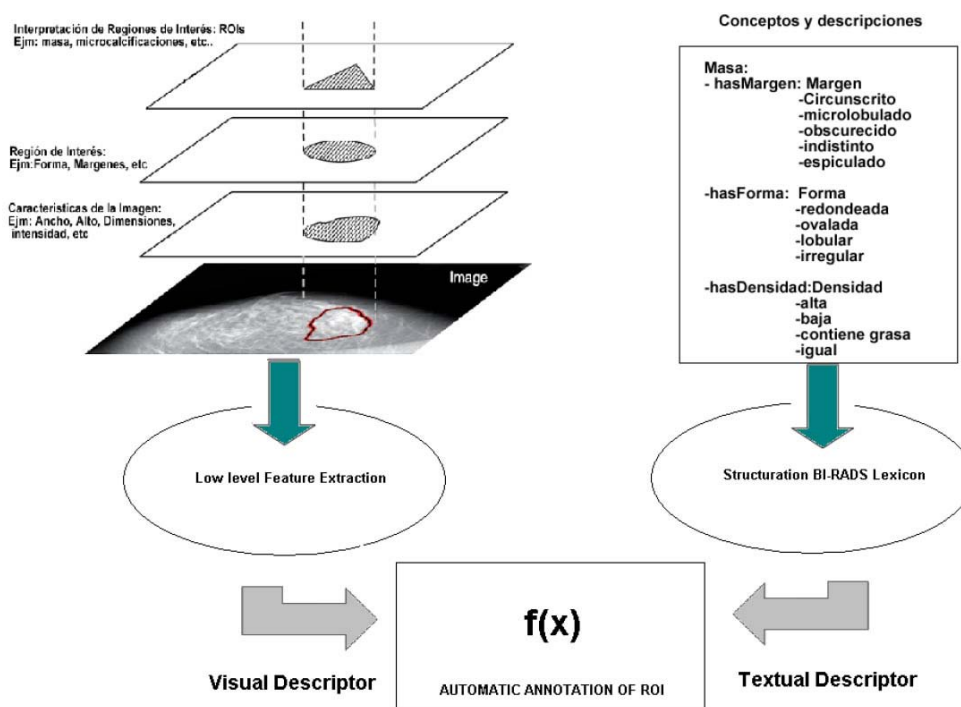 Interpretación de Regiones de Interés: ROIs
Ejm: masa, microcalcificaciones, etc..
Región de Interés:
Ejm:Forma, Margenes, etc
Caracteristicas de la Imagen:
Ejm: Ancho, Alto, Dimensiones,
intensidad, etc
Image
Conceptos y descripciones
Masa:
- hasMargen: Margen
-Circunscrito
-microlobulado
-obscurecido
-indistinto
-espiculado
-hasForma: Forma
-redondeada
-ovalada
-lobular
-irregular
-hasDensidad:Densidad
-alta
-baja
-contiene grasa
-igual
Low level Feature Extraction
Structuration BI-RADS Lexicon
Visual Descriptor
f(x)
AUTOMATIC ANNOTATION OF ROI
Textual Descriptor